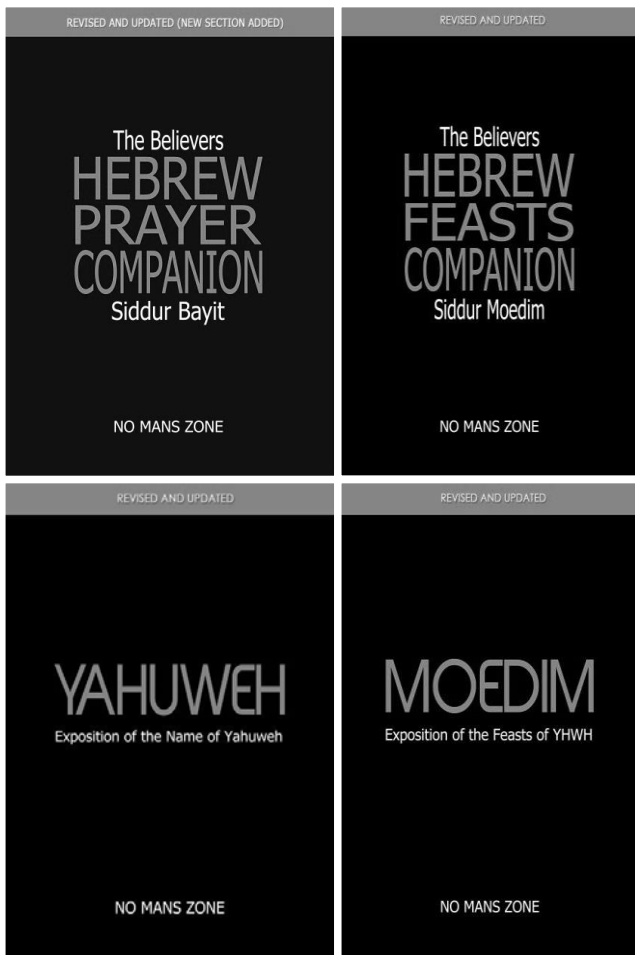 REVISED AND UPDATED (NEW SECTION ADDED)
The Believers
HEBREW
PRAYER
COMPANION
Siddur Bayit
NO MANS ZONE
REVISED AND UPDATED
The Believers
HEBREW
FEASTS
COMPANION
Siddur Moedim
NO MANS ZONE
REVISED AND UPDATED
YAHUWEH
Exposition of the Name of Yahuweh
NO MANS ZONE
REVISED AND UPDATED
MOEDIM
Exposition of the Feasts of YHWH
NO MANS ZONE